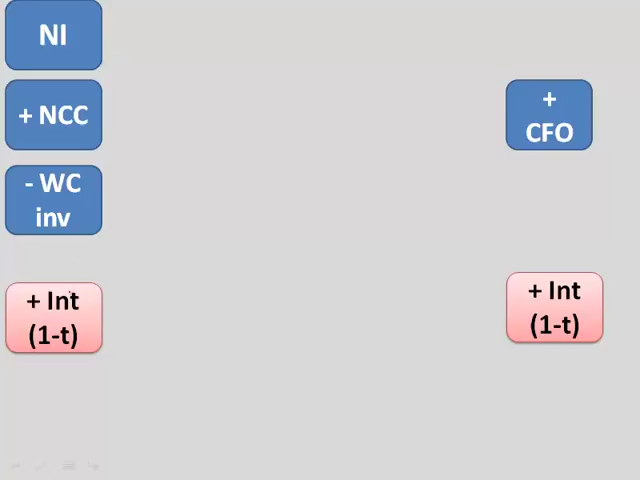 NI
+ NCC
- WC
inv
+ Int
(1-t)
+
CFO
+ Int
(1-t)